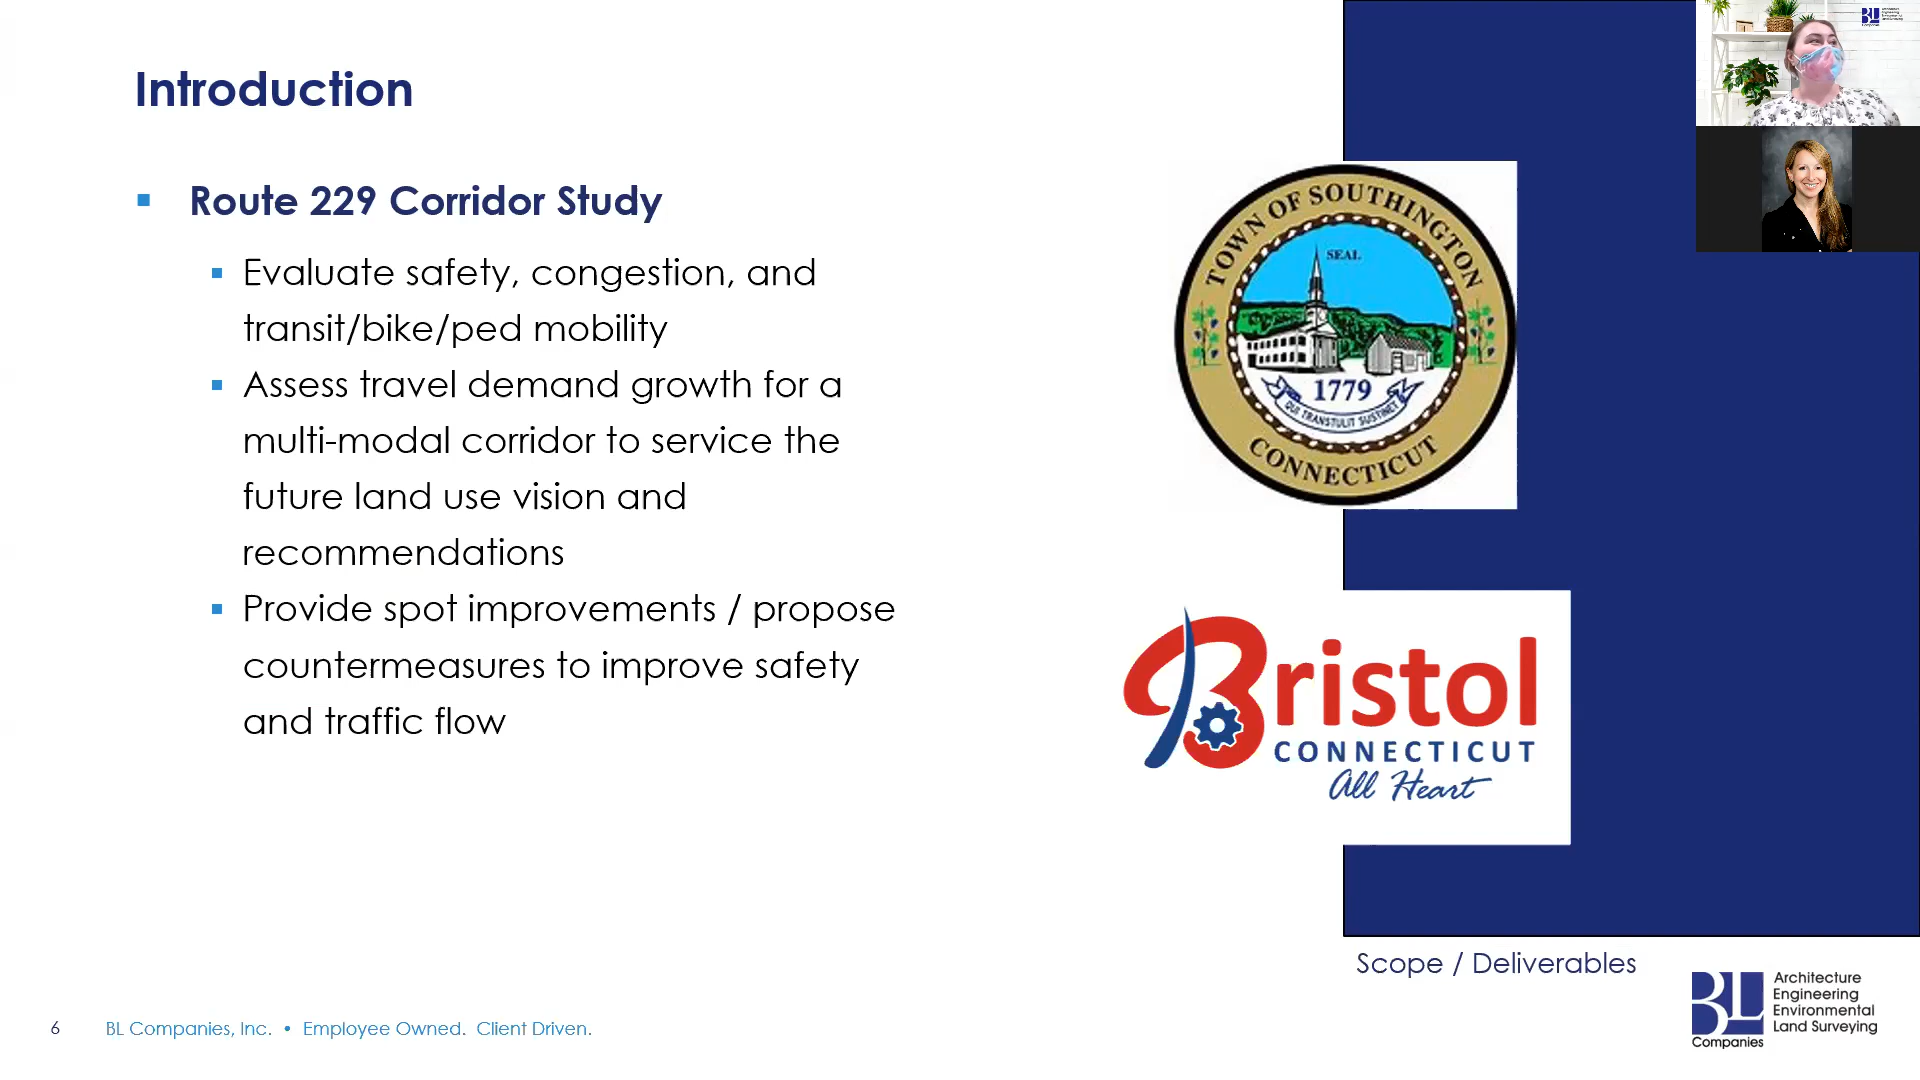 Introduction
Route 229 Corridor Study
Evaluate safety, congestion, and
transit/bike/ped mobility
Assess travel demand growth for a
multi-modal corridor to service the
future land use vision and
recommendations
Provide spot improvements / propose
countermeasures to improve safety
and traffic flow
TOWN OF SOUTHINGTON
SEAL
1779
QUI TRANSTULIT SUSTINET
CONNECTICUT
Bristol
CONNECTICUT
All Heart
Scope / Deliverables
BL
Companies
Architecture
Engineering
Environmental
Land Surveying
6
BL Companies, Inc. • Employee Owned. Client Driven.